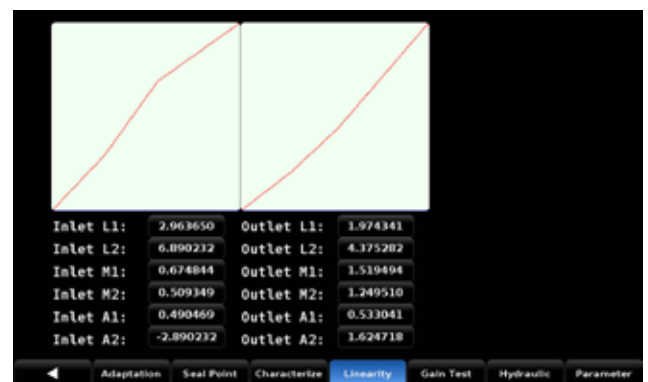 Inlet L1: 2.963650 Outlet L1: 1.974341
Inlet L2: 6.890232 Outlet L2: 4.375282
Inlet M1: 0.674844 Outlet M1: 1.519494
Inlet M2: 0.509349 Outlet M2: 1.249510
Inlet A1: 0.490469 Outlet A1: 0.533041
Inlet A2: -2.890232 Outlet A2: 1.624718
Adaptation Seal Point Characterize Linearity Gain Test Hydraulic Parameter